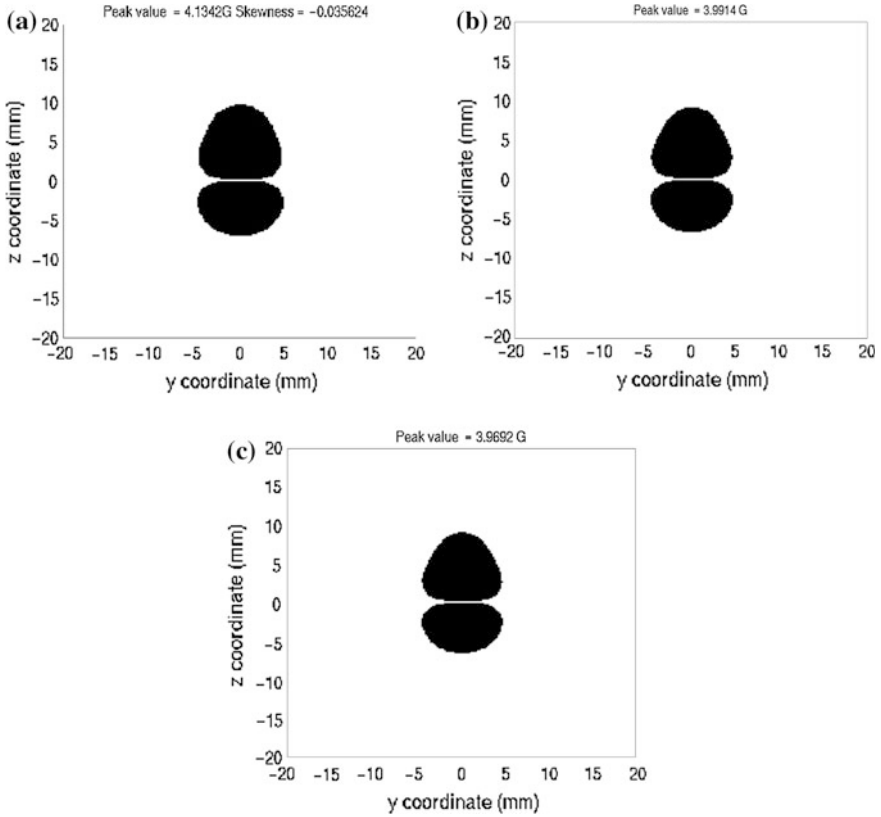 (a)
Peak value = 4.1342G Skewness = −0.035624
20
15
10
5
0
−5
−10
−15
−20
z coordinate (mm)
−20 −15 −10 −5 0 5 10 15 20
y coordinate (mm)
(b)
Peak value = 3.9914 G
20
15
10
5
0
−5
−10
−15
−20
z coordinate (mm)
−20 −15 −10 −5 0 5 10 15 20
y coordinate (mm)
(c)
Peak value = 3.9692 G
20
15
10
5
0
−5
−10
−15
−20
z coordinate (mm)
−20 −15 −10 −5 0 5 10 15 20
y coordinate (mm)